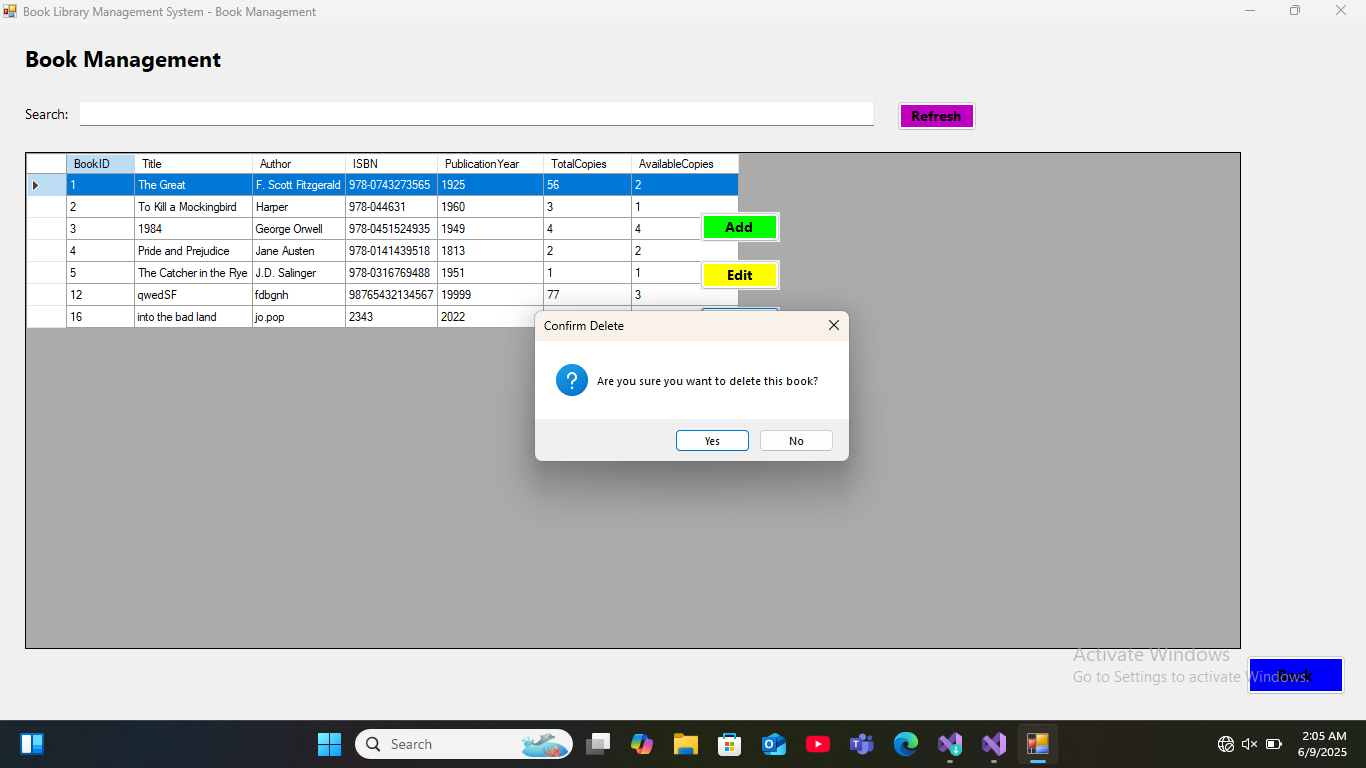 Book Library Management System - Book Management
Book Management
Search:
Refresh
BookID Title Author ISBN PublicationYear TotalCopies AvailableCopies
1 The Great F. Scott Fitzgerald 978-0743273565 1925 56 2
2 To Kill a Mockingbird Harper 978-044631 1960 3 1
3 1984 George Orwell 978-0451524935 1949 4 4
Add
4 Pride and Prejudice Jane Austen 978-0141439518 1813 2 2
5 The Catcher in the Rye J.D. Salinger 978-0316769488 1951 1 1
Edit
12 qwedSF fdbgnh 98765432134567 19999 77 3
16 into the bad land jo.pop 2343 2022
Confirm Delete
?
Are you sure you want to delete this book?
Yes No
Activate Windows
Go to Settings to activate Windows.
Back
Search
2:05 AM
6/9/2025